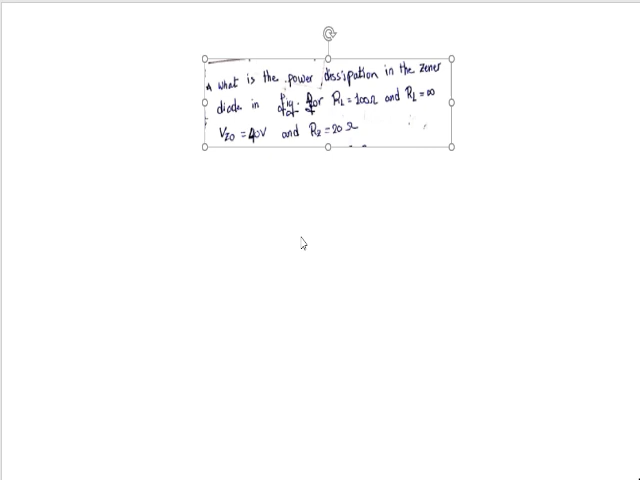 what is the power dissipation in the zener
diode in fig. for RL = 100Ω and RL = ∞
Vzo = 40V and Rz = 20 Ω